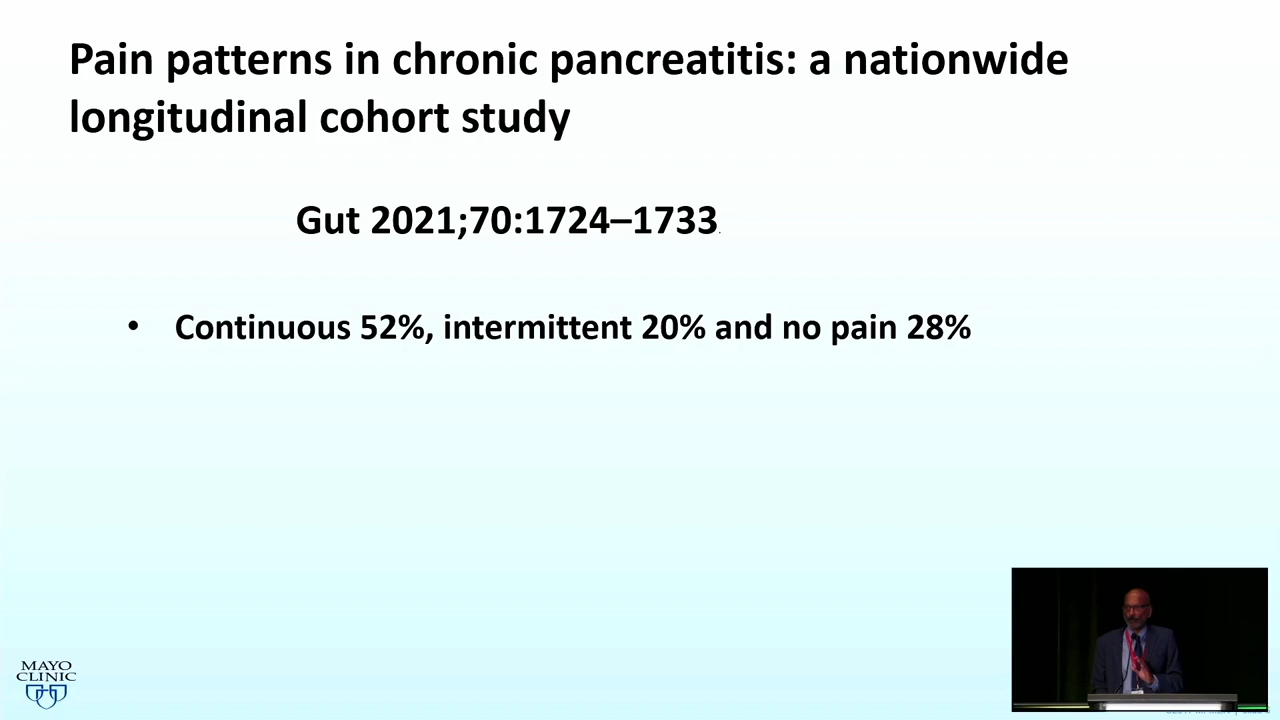 Pain patterns in chronic pancreatitis: a nationwide
longitudinal cohort study
Gut 2021;70:1724–1733.
• Continuous 52%, intermittent 20% and no pain 28%
MAYO
CLINIC